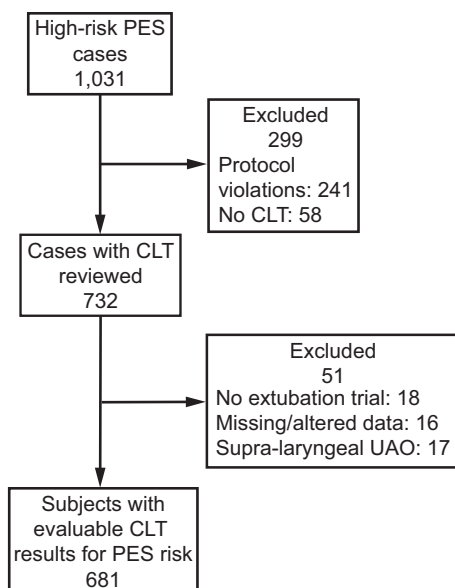 High-risk PES
cases
1,031
Excluded
299
Protocol
violations: 241
No CLT: 58
Cases with CLT
reviewed
732
Excluded
51
No extubation trial: 18
Missing/altered data: 16
Supra-laryngeal UAO: 17
Subjects with
evaluable CLT
results for PES risk
681